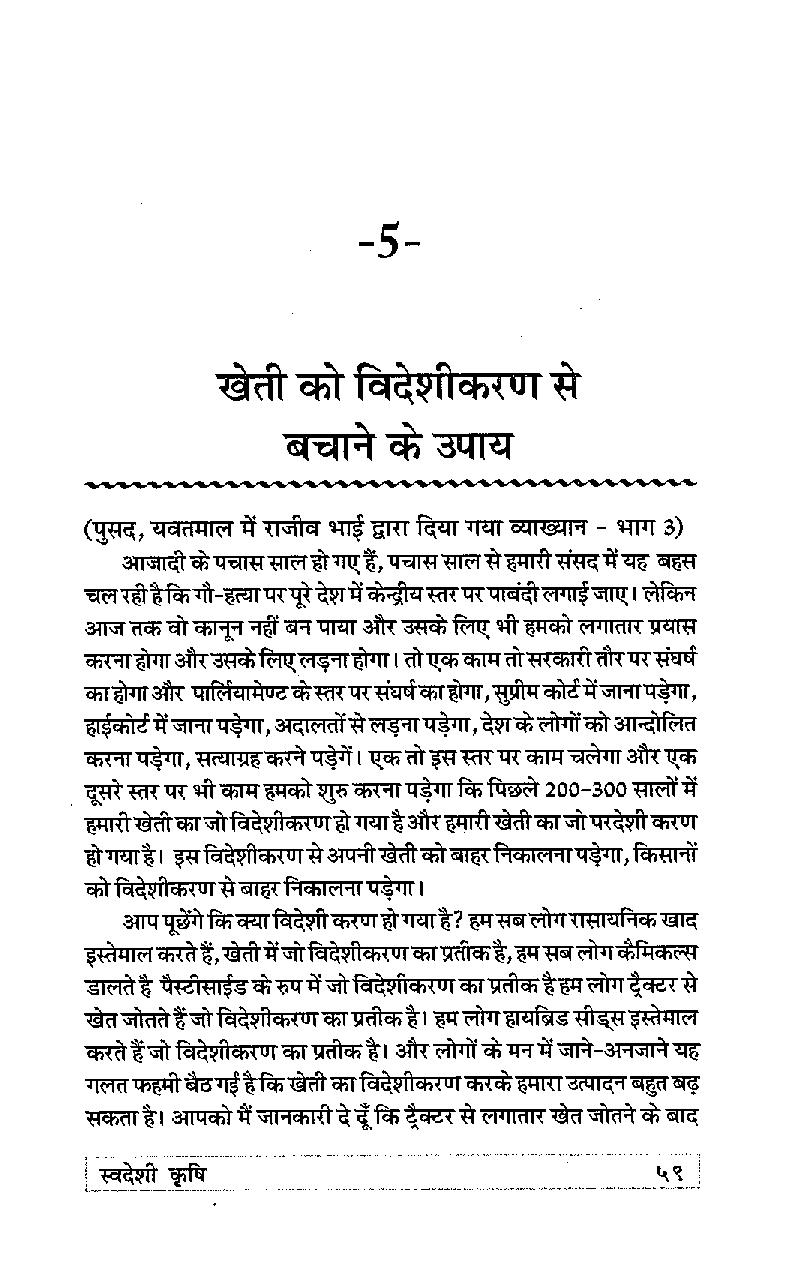 -5-
खेती को विदेशीकरण से
बचाने के उपाय
(पुसद, यवतमाल में राजीव भाई द्वारा दिया गया व्याख्यान - भाग 3)
आजादी के पचास साल हो गए हैं, पचास साल से हमारी संसद में यह बहस
चल रही है कि गौ-हत्या पर पूरे देश में केन्द्रीय स्तर पर पाबंदी लगाई जाए। लेकिन
आज तक वो कानून नहीं बन पाया और उसके लिए भी हमको लगातार प्रयास
करना होगा और उसके लिए लड़ना होगा। तो एक काम तो सरकारी तौर पर संघर्ष
का होगा और पार्लियामेण्ट के स्तर पर संघर्ष का होगा, सुप्रीम कोर्ट में जाना पड़ेगा,
हाईकोर्ट में जाना पड़ेगा, अदालतों से लड़ना पड़ेगा, देश के लोगों को आन्दोलित
करना पड़ेगा, सत्याग्रह करने पड़ेगें। एक तो इस स्तर पर काम चलेगा और एक
दूसरे स्तर पर भी काम हमको शुरु करना पड़ेगा कि पिछले 200-300 सालों में
हमारी खेती का जो विदेशीकरण हो गया है और हमारी खेती का जो परदेशी करण
हो गया है। इस विदेशीकरण से अपनी खेती को बाहर निकालना पड़ेगा, किसानों
को विदेशीकरण से बाहर निकालना पड़ेगा।
आप पूछेंगे कि क्या विदेशी करण हो गया है? हम सब लोग रासायनिक खाद
इस्तेमाल करते हैं, खेती में जो विदेशीकरण का प्रतीक है, हम सब लोग कैमिकल्स
डालते है पैस्टीसाईड के रुप में जो विदेशीकरण का प्रतीक है हम लोग ट्रैक्टर से
खेत जोतते हैं जो विदेशीकरण का प्रतीक है। हम लोग हायब्रिड सीड्स इस्तेमाल
करते हैं जो विदेशीकरण का प्रतीक है। और लोगों के मन में जाने-अनजाने यह
गलत फहमी बैठ गई है कि खेती का विदेशीकरण करके हमारा उत्पादन बहुत बढ़
सकता है। आपको मैं जानकारी दे दूँ कि ट्रैक्टर से लगातार खेत जोतने के बाद
स्वदेशी कृषि ५९